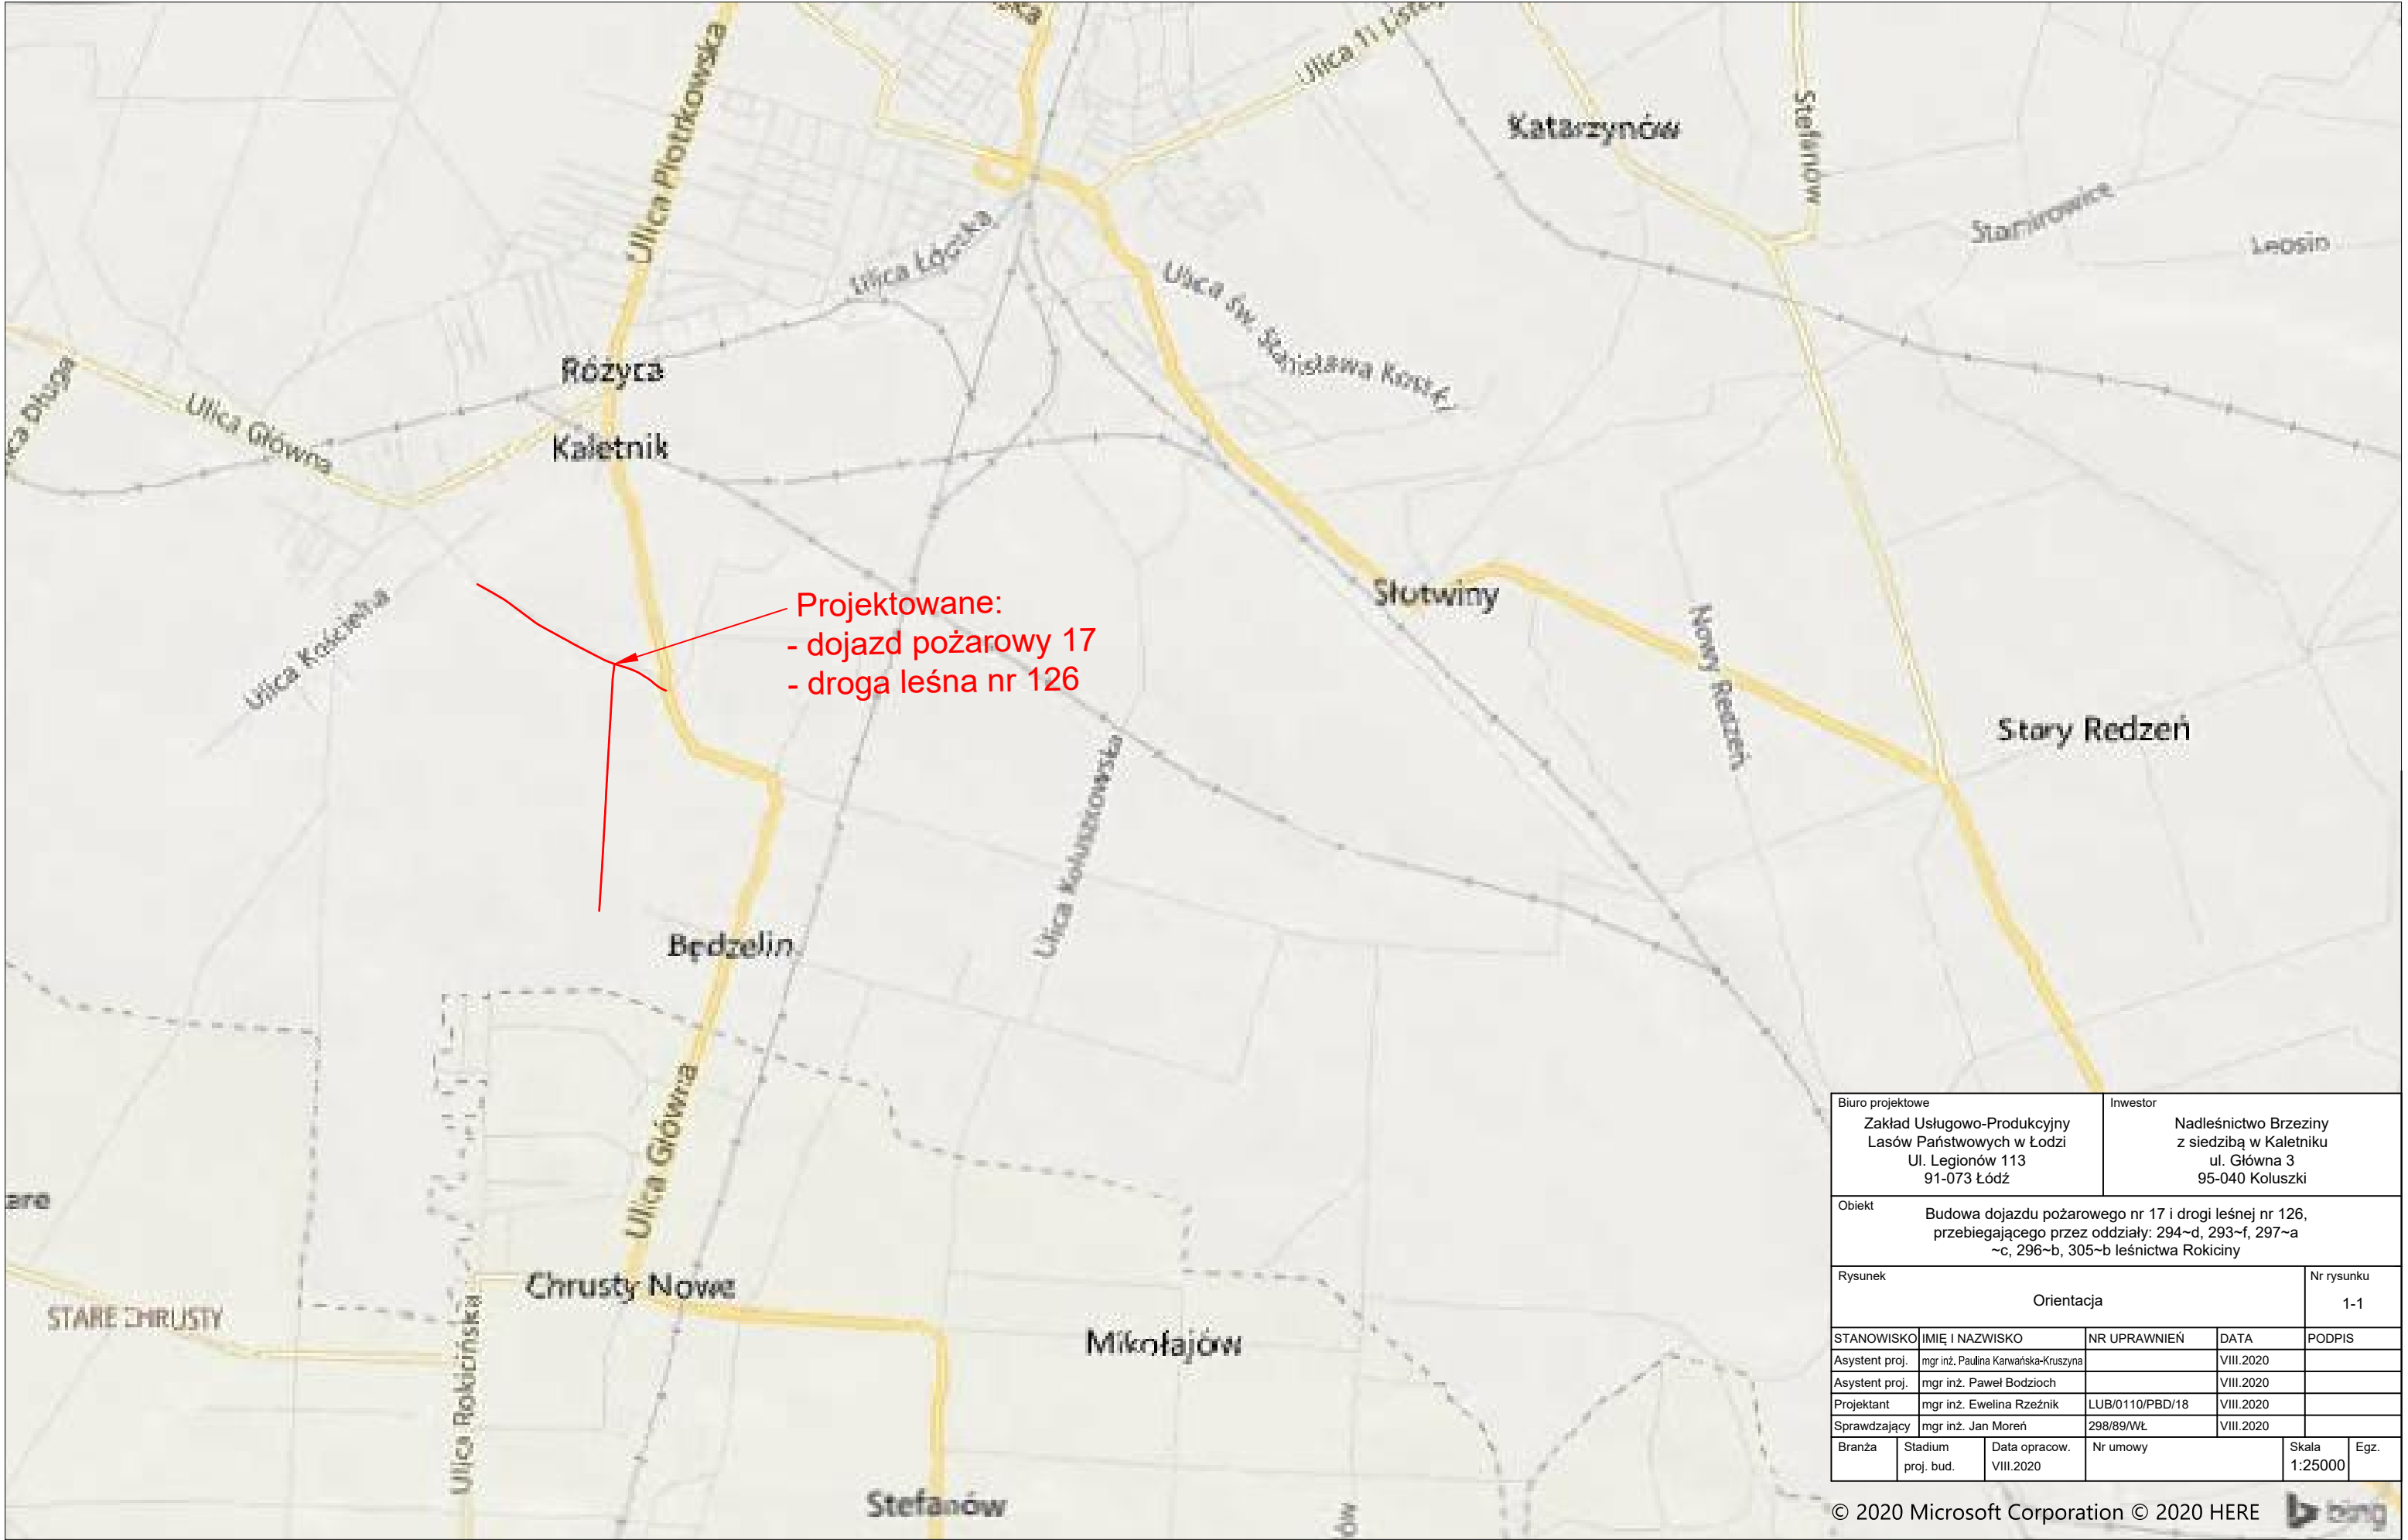 Ulica Piotrkowska
Ulica 11 Listo
Katarzynów
Stefanów
Stamirowice
Leosin
Ulica Łódzka
Ulica św. Stanisława Kostki
Różyca
Ulica Główna
Kaletnik
Ulica Kościelna
Projektowane:
- dojazd pożarowy 17
- droga leśna nr 126
Słotwiny
Nowy Redzeń
Stary Redzeń
Ulica Koluszkowska
Będzelin
Ulica Główna
are
STARE CHRUSTY
Chrusty Nowe
Ulica Rokicińska
Mikołajów
Stefanów
ów
Biuro projektowe
Zakład Usługowo-Produkcyjny
Lasów Państwowych w Łodzi
Ul. Legionów 113
91-073 Łódź
Inwestor
Nadleśnictwo Brzeziny
z siedzibą w Kaletniku
ul. Główna 3
95-040 Koluszki
Obiekt
Budowa dojazdu pożarowego nr 17 i drogi leśnej nr 126,
przebiegającego przez oddziały: 294~d, 293~f, 297~a
~c, 296~b, 305~b leśnictwa Rokiciny
Rysunek
Orientacja
Nr rysunku
1-1
STANOWISKO IMIĘ I NAZWISKO NR UPRAWNIEŃ DATA PODPIS
Asystent proj. mgr inż. Paulina Karwańska-Kruszyna VIII.2020
Asystent proj. mgr inż. Paweł Bodzioch VIII.2020
Projektant mgr inż. Ewelina Rzeźnik LUB/0110/PBD/18 VIII.2020
Sprawdzający mgr inż. Jan Moreń 298/89/WŁ VIII.2020
Branża Stadium Data opracow. Nr umowy Skala Egz.
proj. bud. VIII.2020 1:25000
© 2020 Microsoft Corporation © 2020 HERE bing